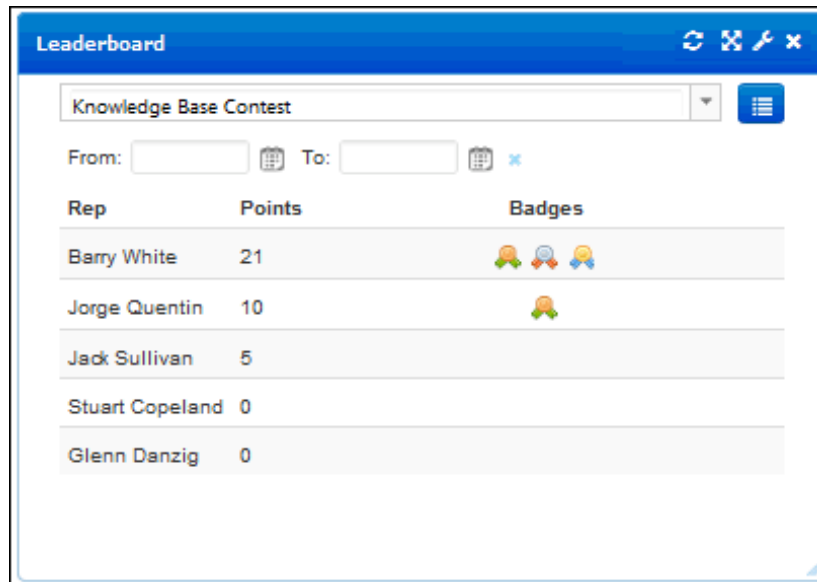 Leaderboard
Knowledge Base Contest
From: To:
Rep Points Badges
Barry White 21
Jorge Quentin 10
Jack Sullivan 5
Stuart Copeland 0
Glenn Danzig 0